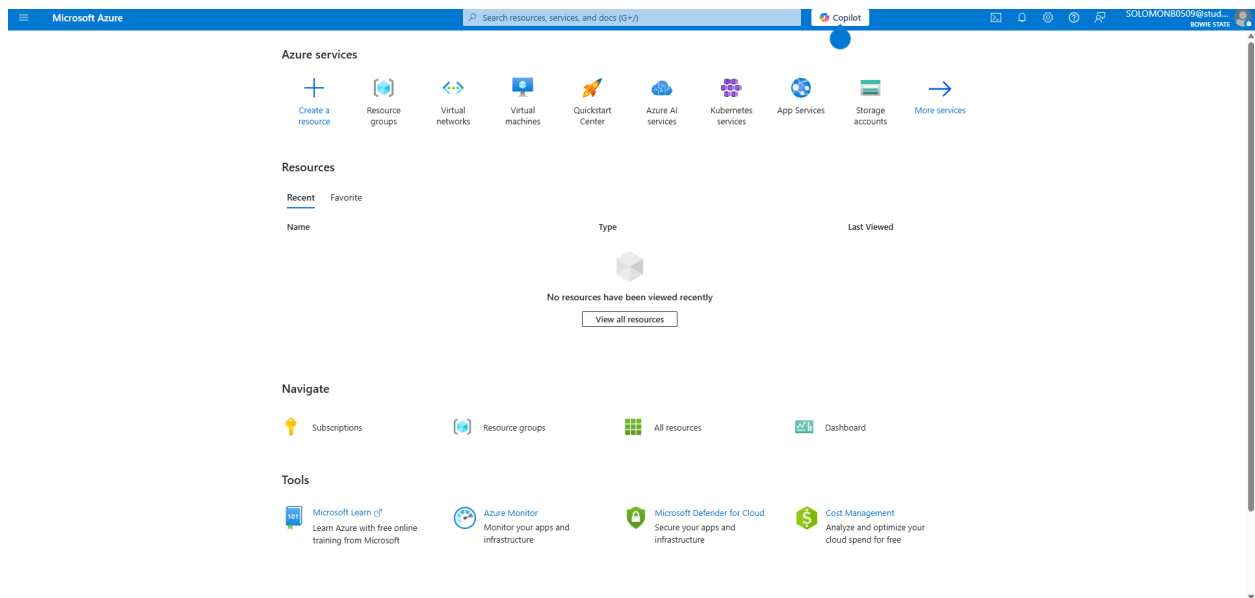 Microsoft Azure
Search resources, services, and docs (G+/)
Copilot
SOLOMONB0509@stud...
BOWIE STATE
Azure services
Create a
resource
Resource
groups
Virtual
networks
Virtual
machines
Quickstart
Center
Azure AI
services
Kubernetes
services
App Services
Storage
accounts
More services
Resources
Recent Favorite
Name Type Last Viewed
No resources have been viewed recently
View all resources
Navigate
Subscriptions
Resource groups
All resources
Dashboard
Tools
101
Microsoft Learn
Learn Azure with free online
training from Microsoft
Azure Monitor
Monitor your apps and
infrastructure
Microsoft Defender for Cloud
Secure your apps and
infrastructure
Cost Management
Analyze and optimize your
cloud spend for free